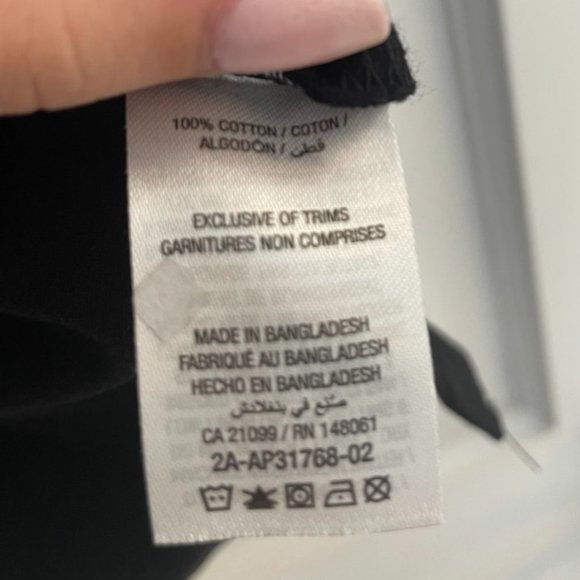 100% COTTON / COTON /
ALGODÓN / قطن
EXCLUSIVE OF TRIMS
GARNITURES NON COMPRISES
MADE IN BANGLADESH
FABRIQUÉ AU BANGLADESH
HECHO EN BANGLADESH
صنع في بنغلادش
CA 21099 / RN 148061
2A-AP31768-02